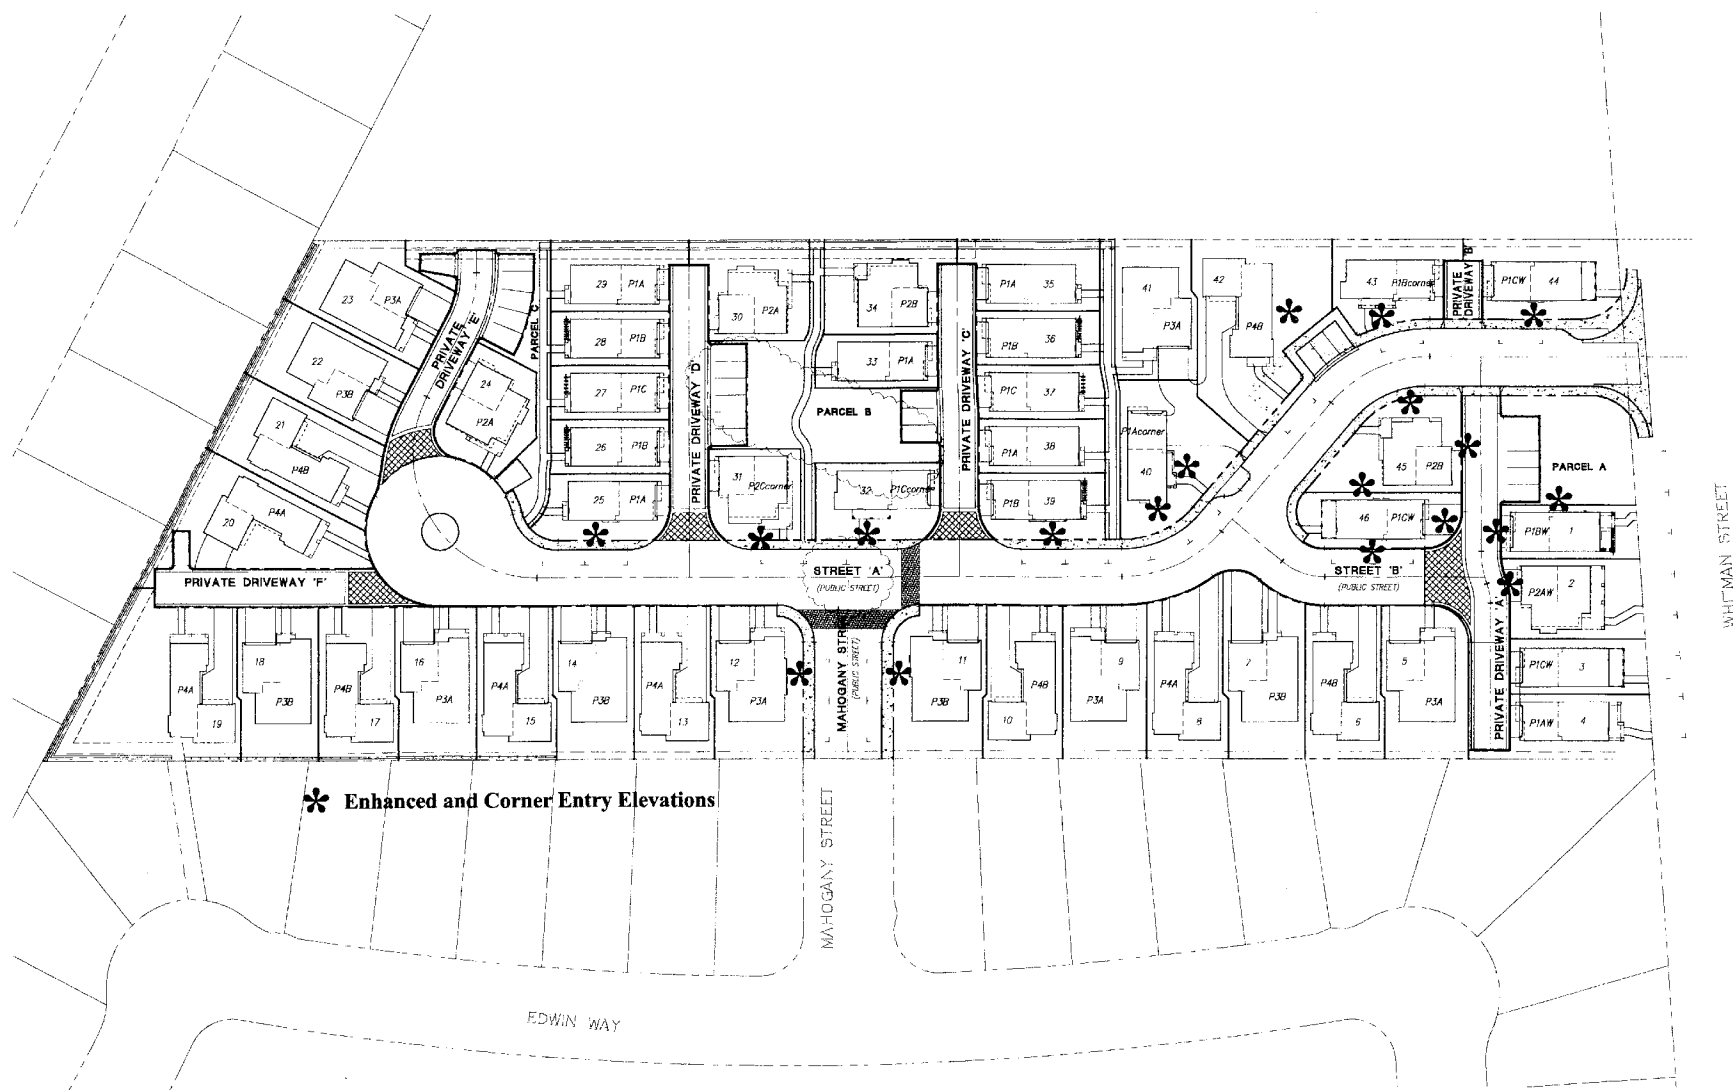 23 P3A
22 P3B
21 P4B
20 P4A
24 P2A
PRIVATE
DRIVEWAY 'E'
PARCEL C
29 P1A
28 P1B
27 P1C
26 P1B
25 P1A
PRIVATE DRIVEWAY 'D'
30 P2A
31 P2Ccorner
34 P2B
33 P1A
PARCEL B
32 P1Ccorner
PRIVATE DRIVEWAY 'C'
P1A 35
P1B 36
P1C 37
P1A 38
P1B 39
41 P3A
42 P4B
P1Acorner
40
43 P1Bcorner
PRIVATE
DRIVEWAY 'B'
P1CW 44
45 P2B
46 P1CW
PARCEL A
P1BW 1
P2AW 2
P1CW 3
P1AW 4
PRIVATE DRIVEWAY 'A'
PRIVATE DRIVEWAY 'F'
STREET 'A'
(PUBLIC STREET)
STREET 'B'
(PUBLIC STREET)
MAHOGANY STREET
(PUBLIC STREET)
P4A 19
18 P3B
P4B 17
16 P3A
P4A 15
14 P3B
P4A 13
12 P3A
11 P3B
10 P4B
9 P3A
P4A 8
7 P3B
P4B 6
5 P3A
WHITMAN STREET
* Enhanced and Corner Entry Elevations
MAHOGANY STREET
EDWIN WAY